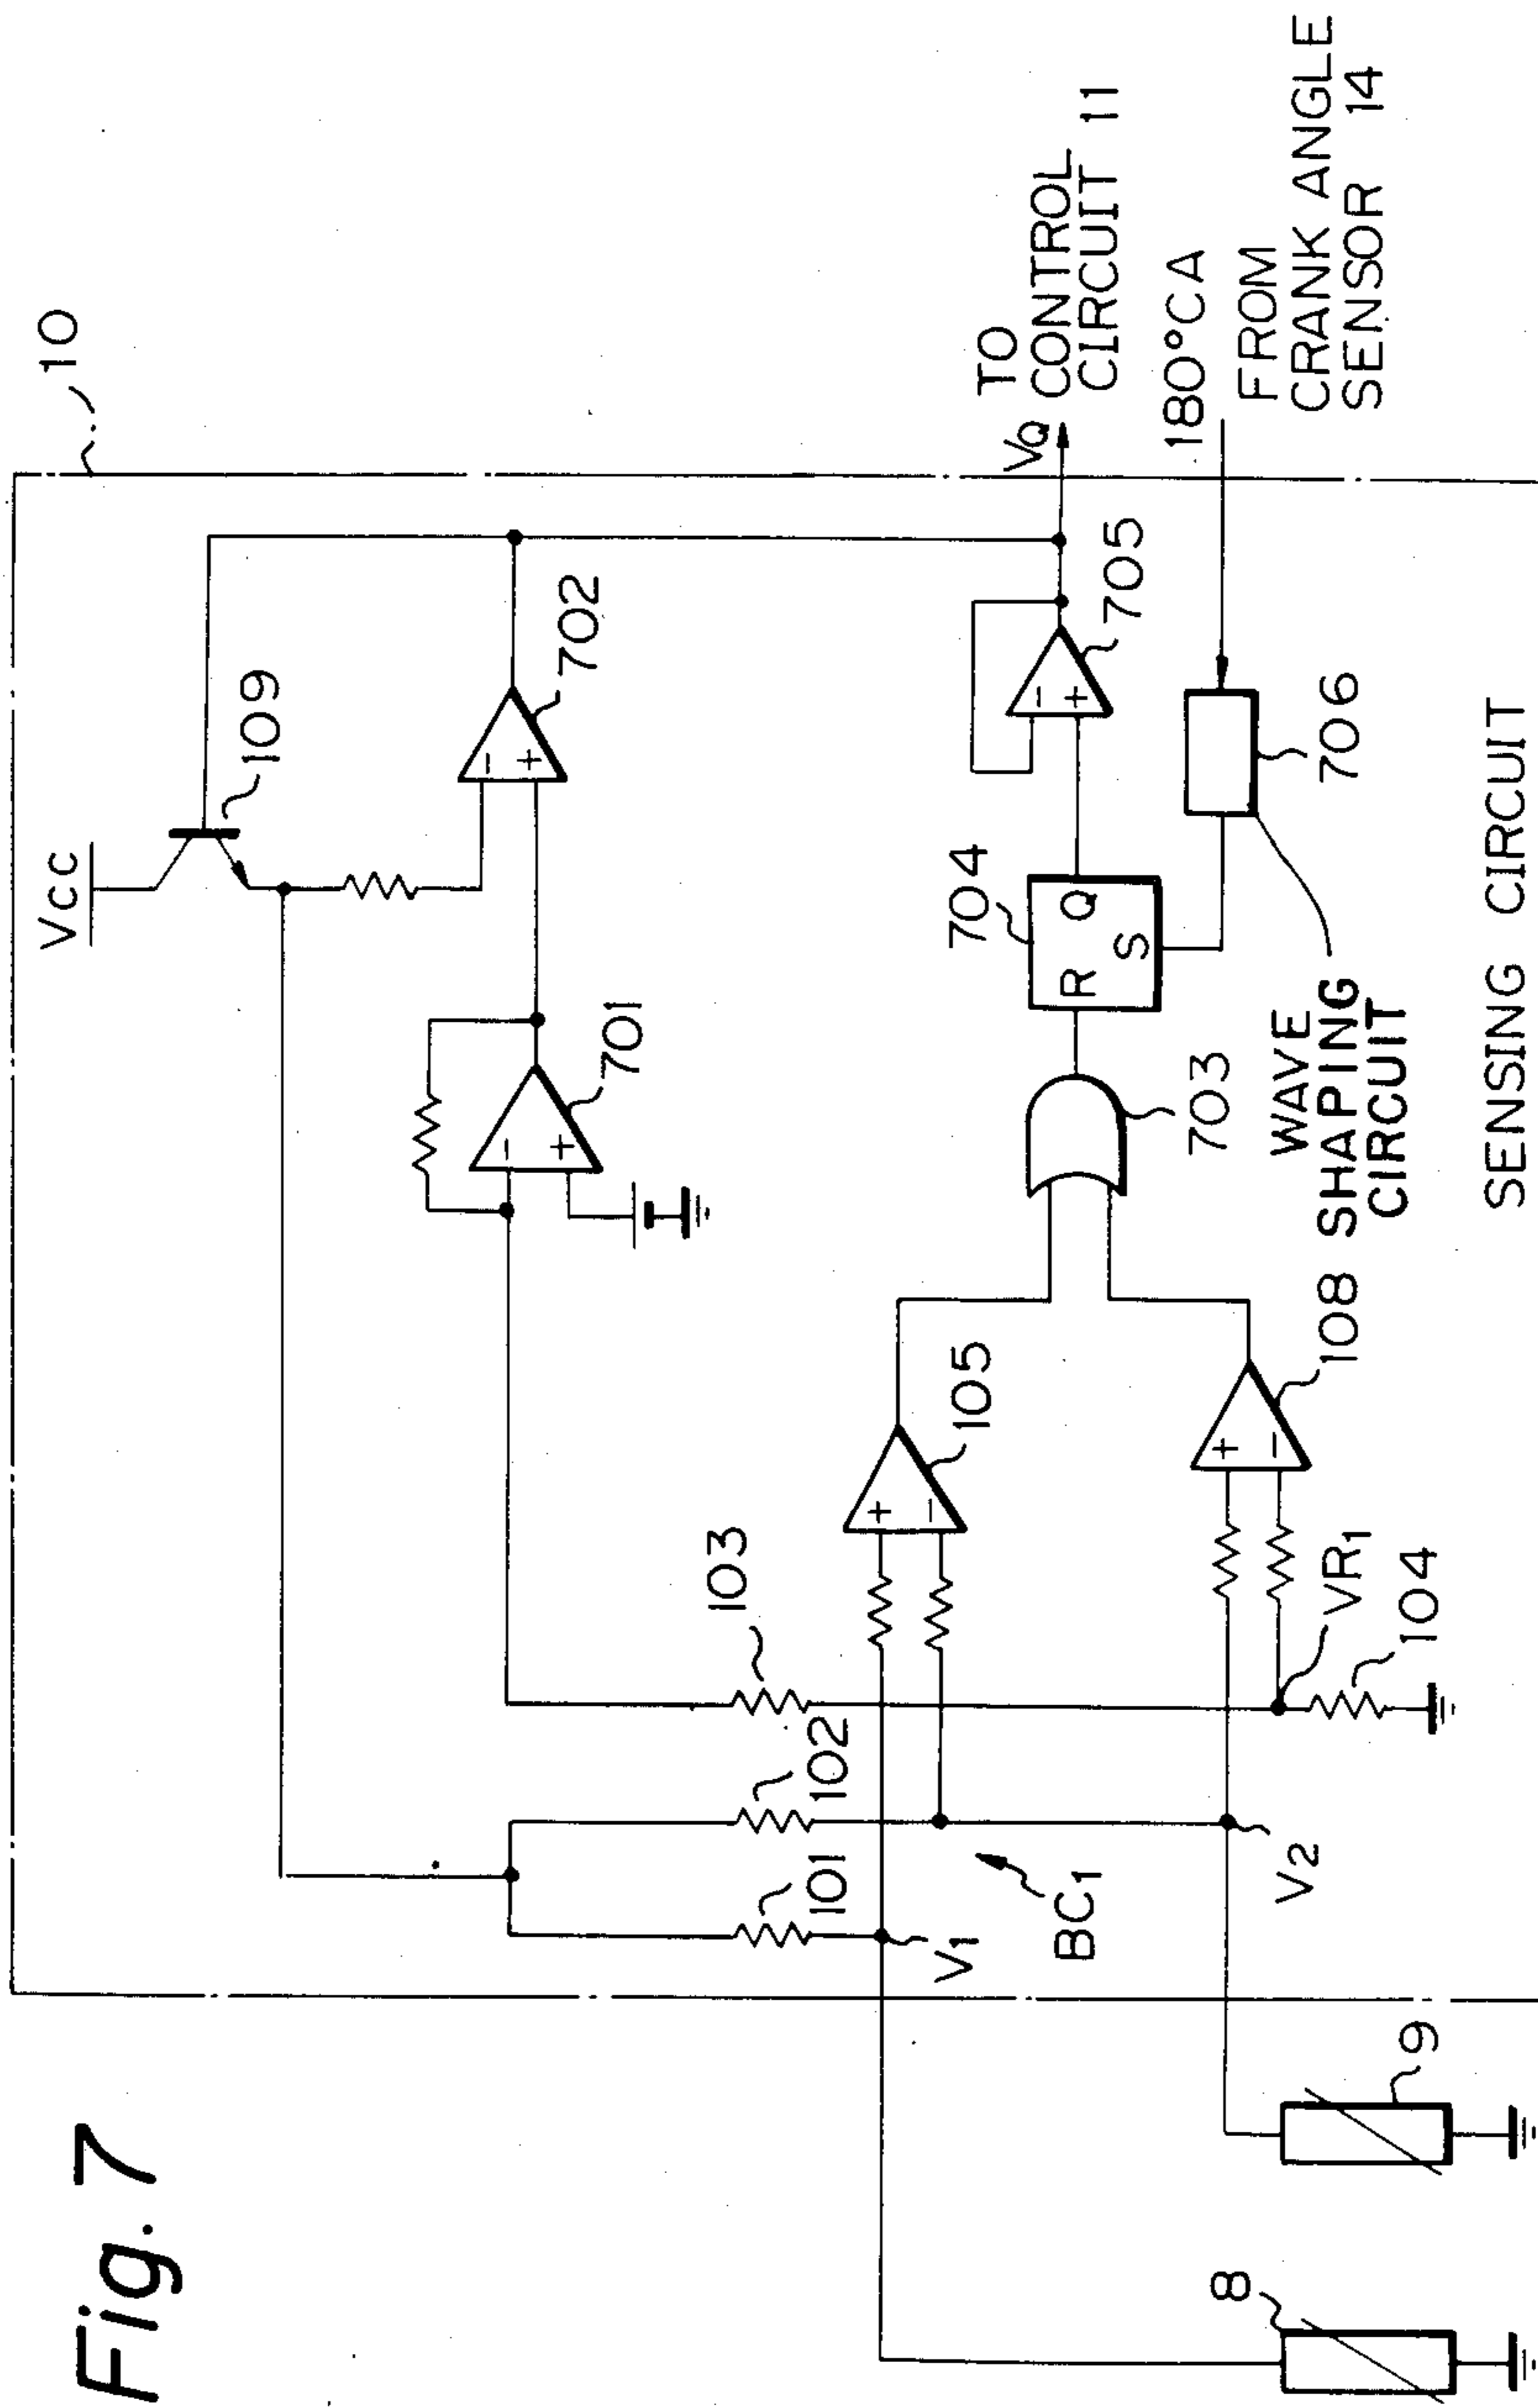 Fig. 7
10
Vcc
109
702
701
103
102
101
V1
BC1
V2
105
108
VR1
104
703
704
R
Q
S
705
706
VQ
TO
CONTROL
CIRCUIT 11
180°CA
FROM
CRANK ANGLE
SENSOR 14
WAVE
SHAPING
CIRCUIT
8
9
SENSING CIRCUIT
-
+
-
+
+
-
+
-
-
+